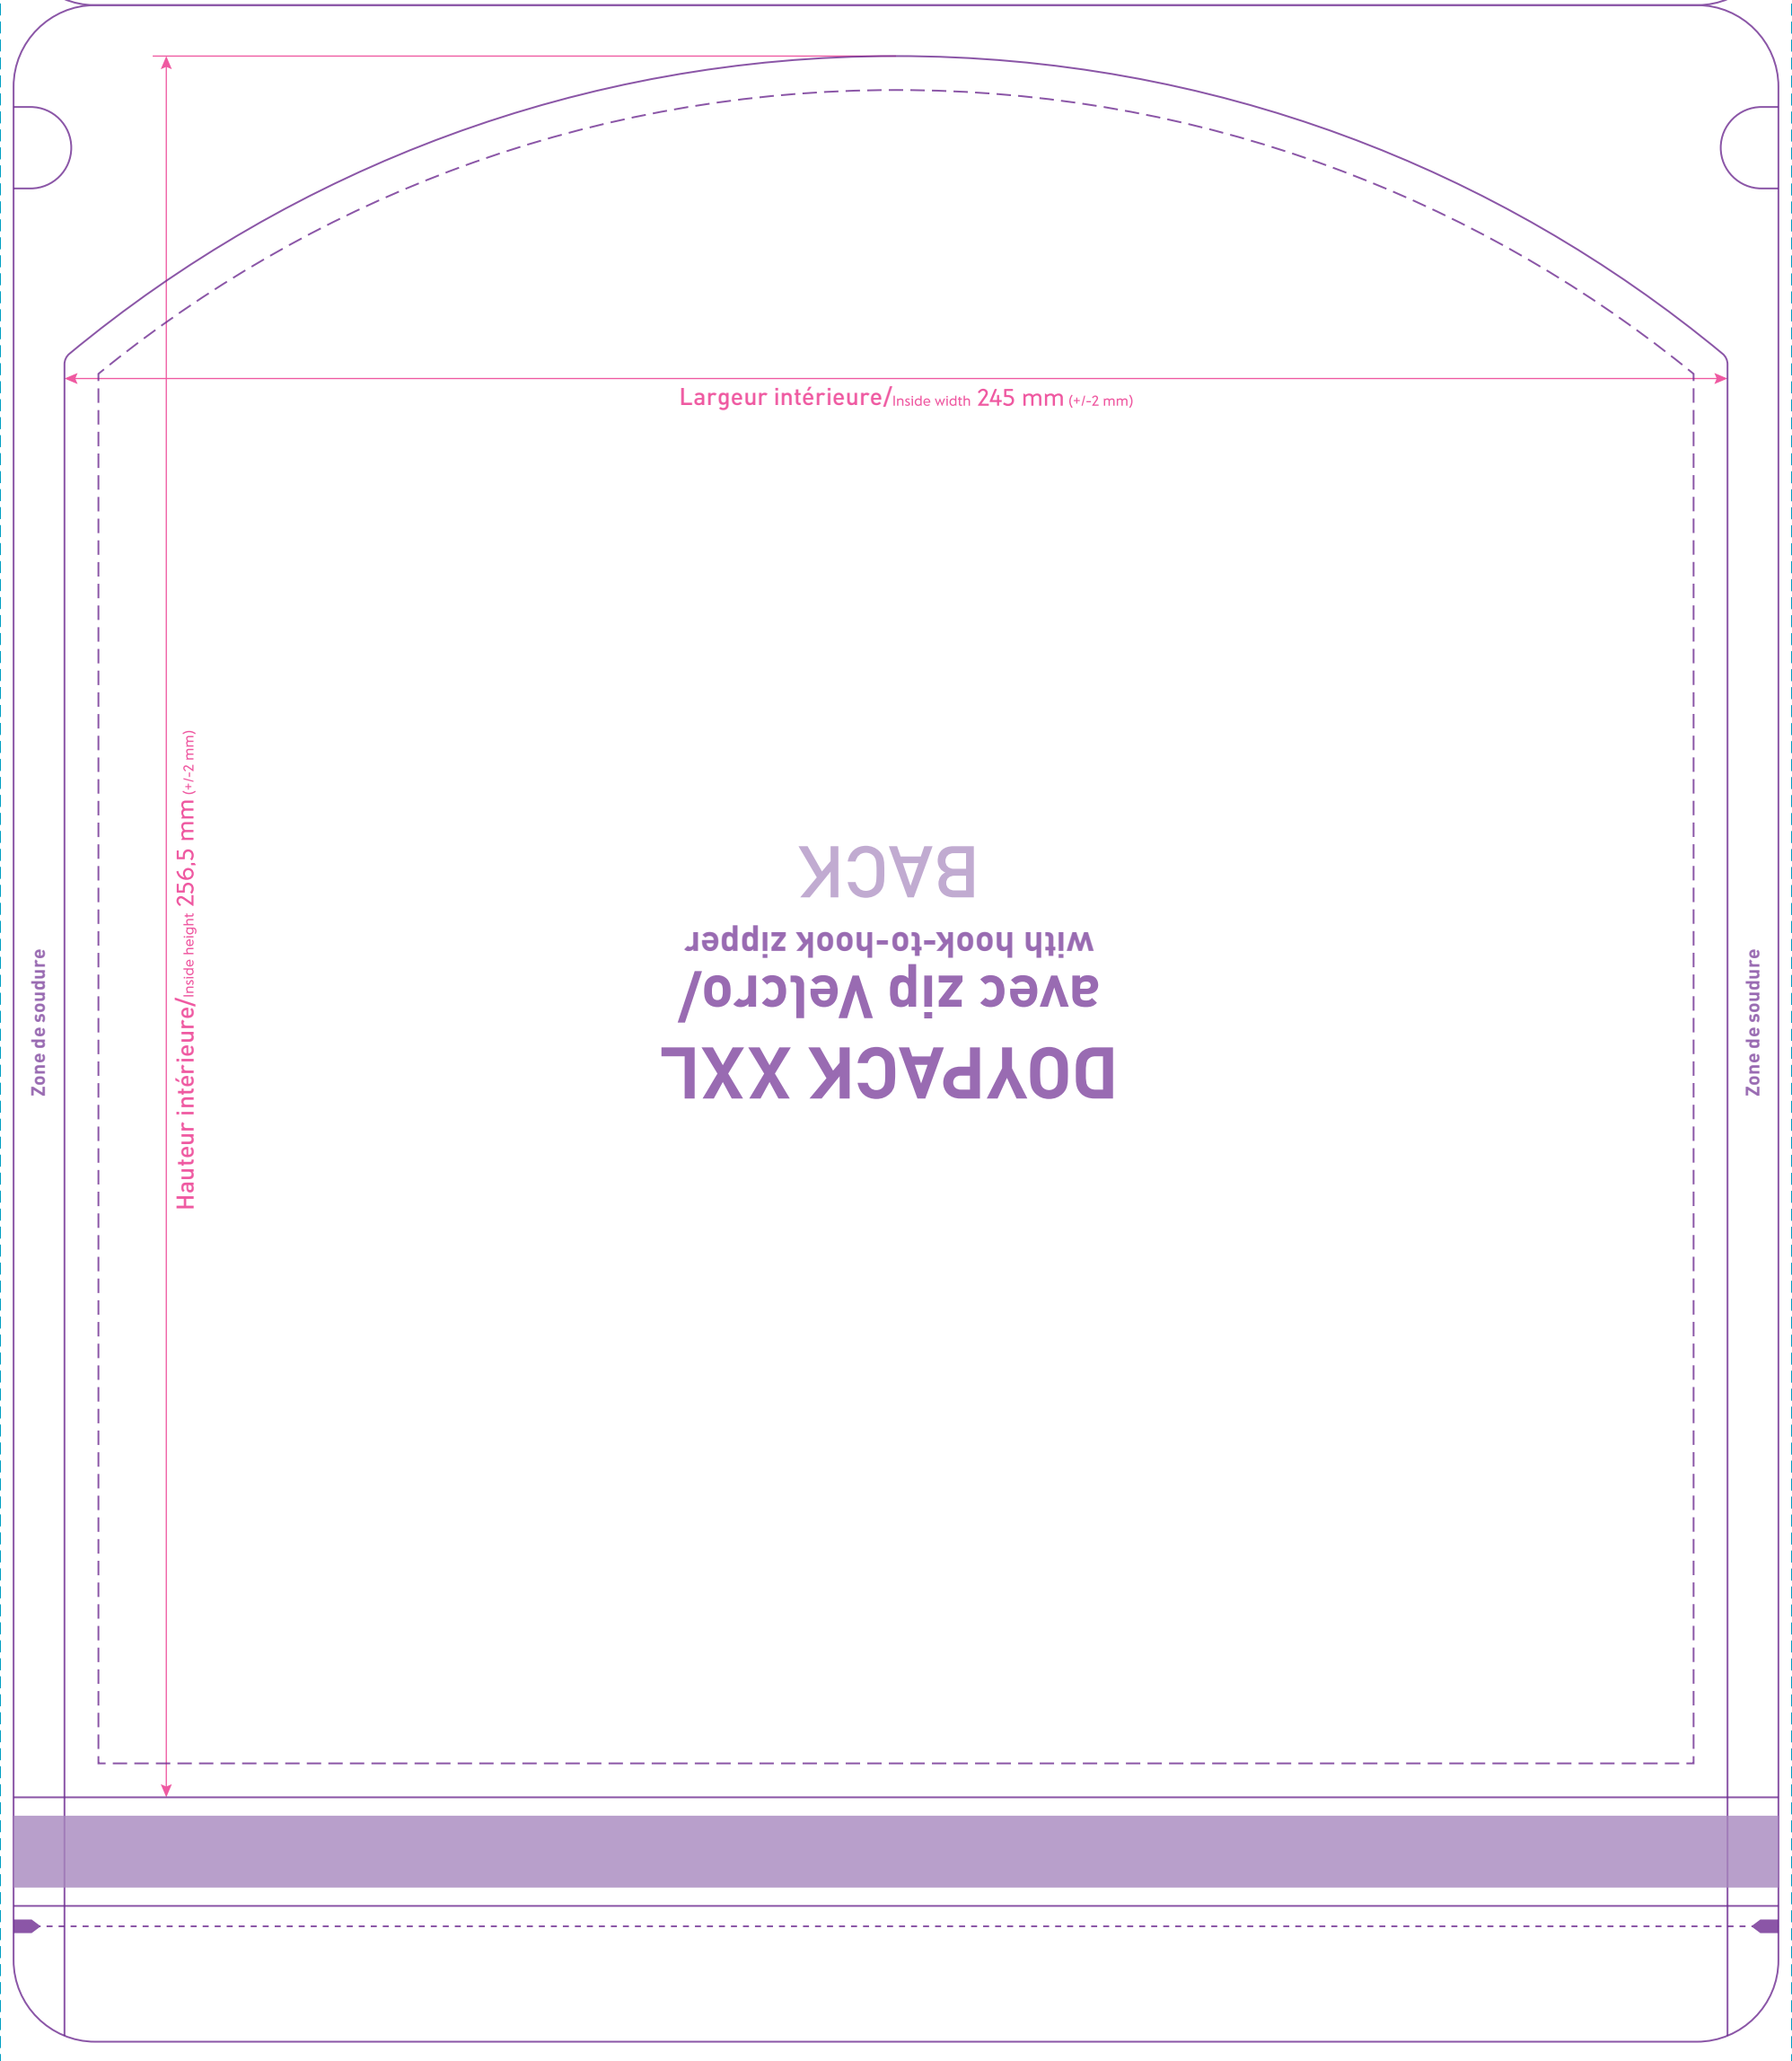 Largeur intérieure/Inside width 245 mm (+/-2 mm)
Hauteur intérieure/Inside height 256,5 mm (+/-2 mm)
Zone de soudure
DOYPACK XXL
avec zip Velcro/
with hook-to-hook zipper
BACK
Zone de soudure